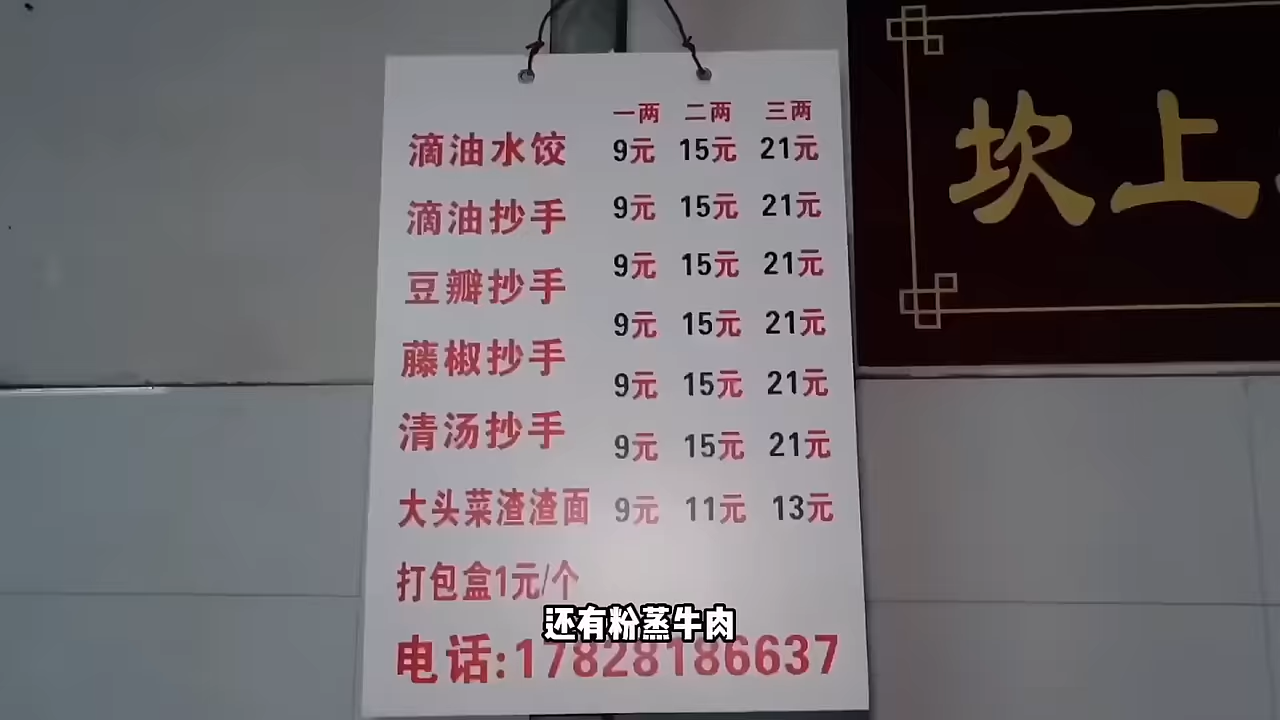 一两 二两 三两
滴油水饺 9元 15元 21元
滴油抄手 9元 15元 21元
9元 15元 21元
豆瓣抄手
9元 15元 21元
藤椒抄手
9元 15元 21元
清汤抄手 9元 15元 21元
大头菜渣渣面 9元 11元 13元
打包盒1元/个
电话:17828186637
坎上
还有粉蒸牛肉